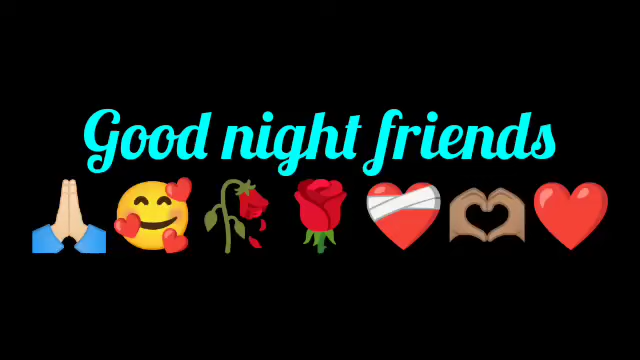 Good night friends
🙏🏼🥰🥀🌹❤️‍🩹🫶🏽❤️